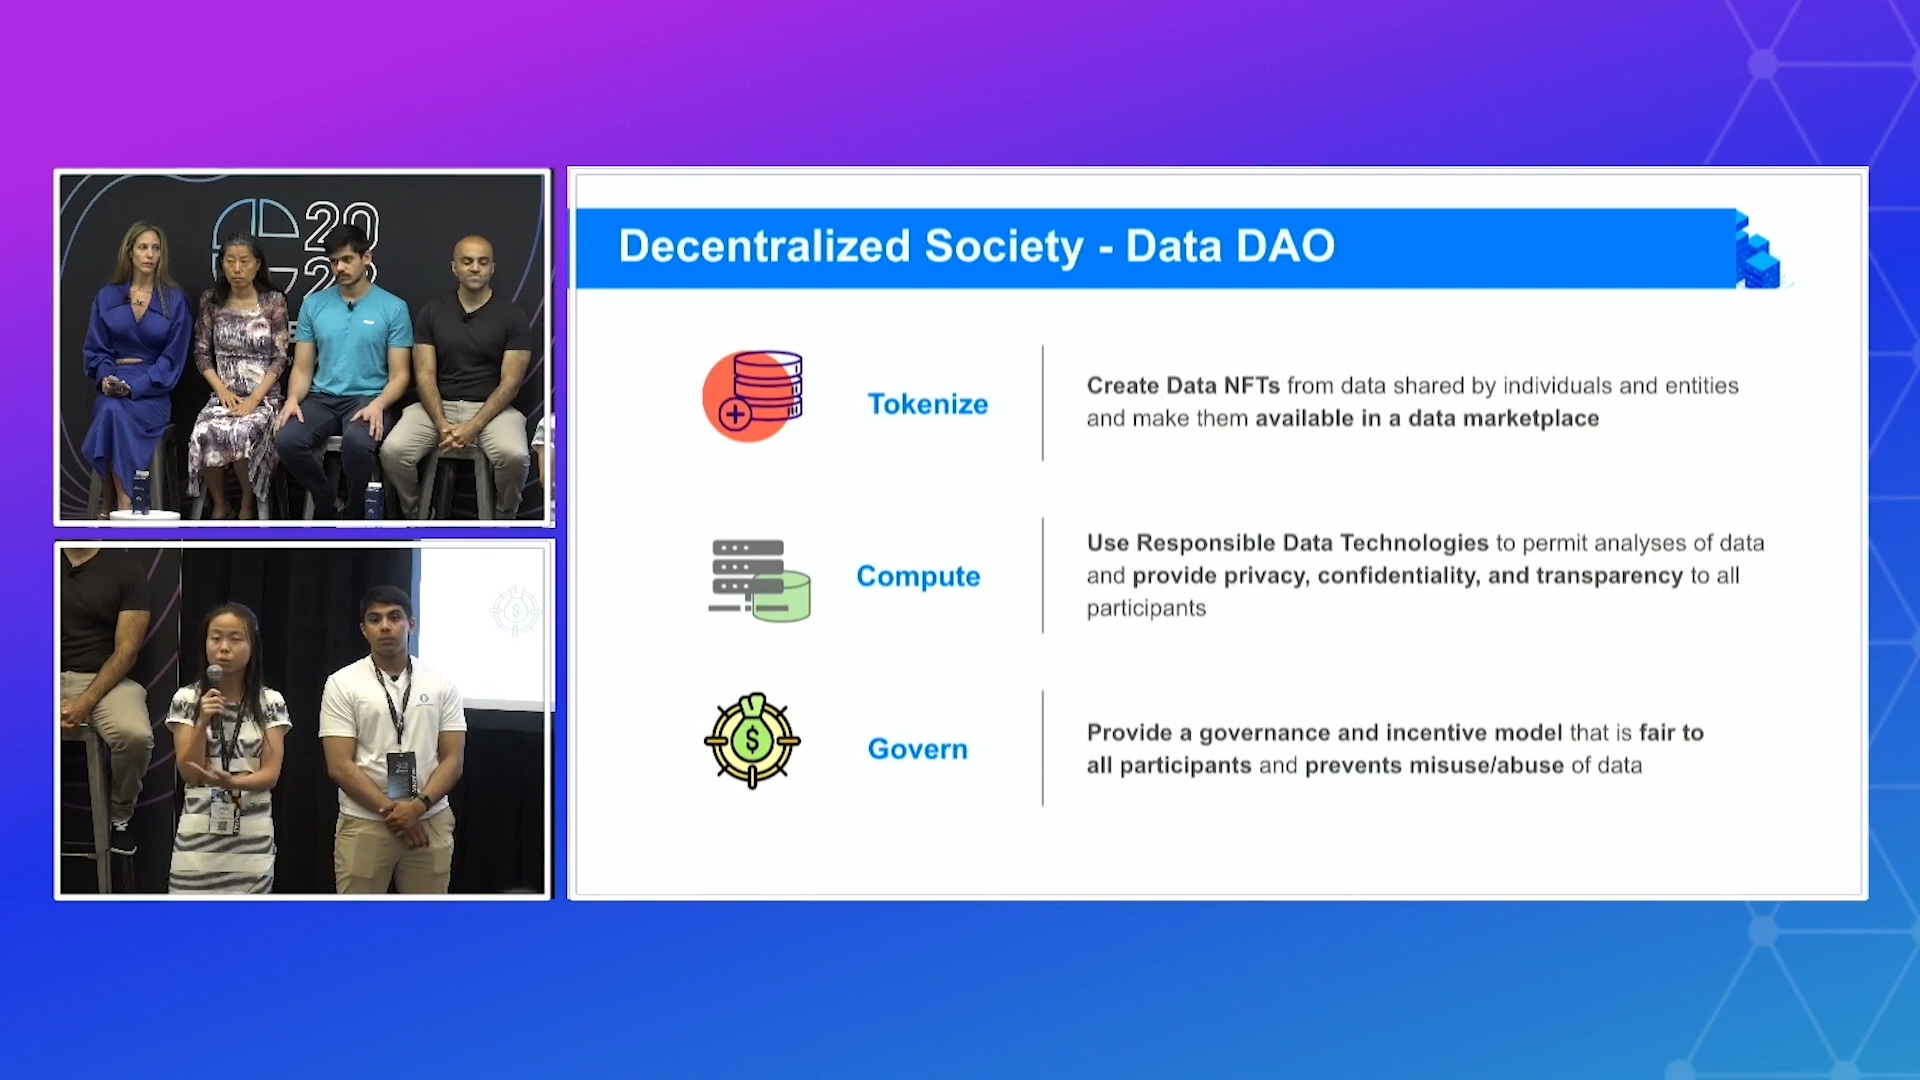 20
Decentralized Society - Data DAO
Tokenize
Create Data NFTs from data shared by individuals and entities
and make them available in a data marketplace
Compute
Use Responsible Data Technologies to permit analyses of data
and provide privacy, confidentiality, and transparency to all
participants
Govern
Provide a governance and incentive model that is fair to
all participants and prevents misuse/abuse of data